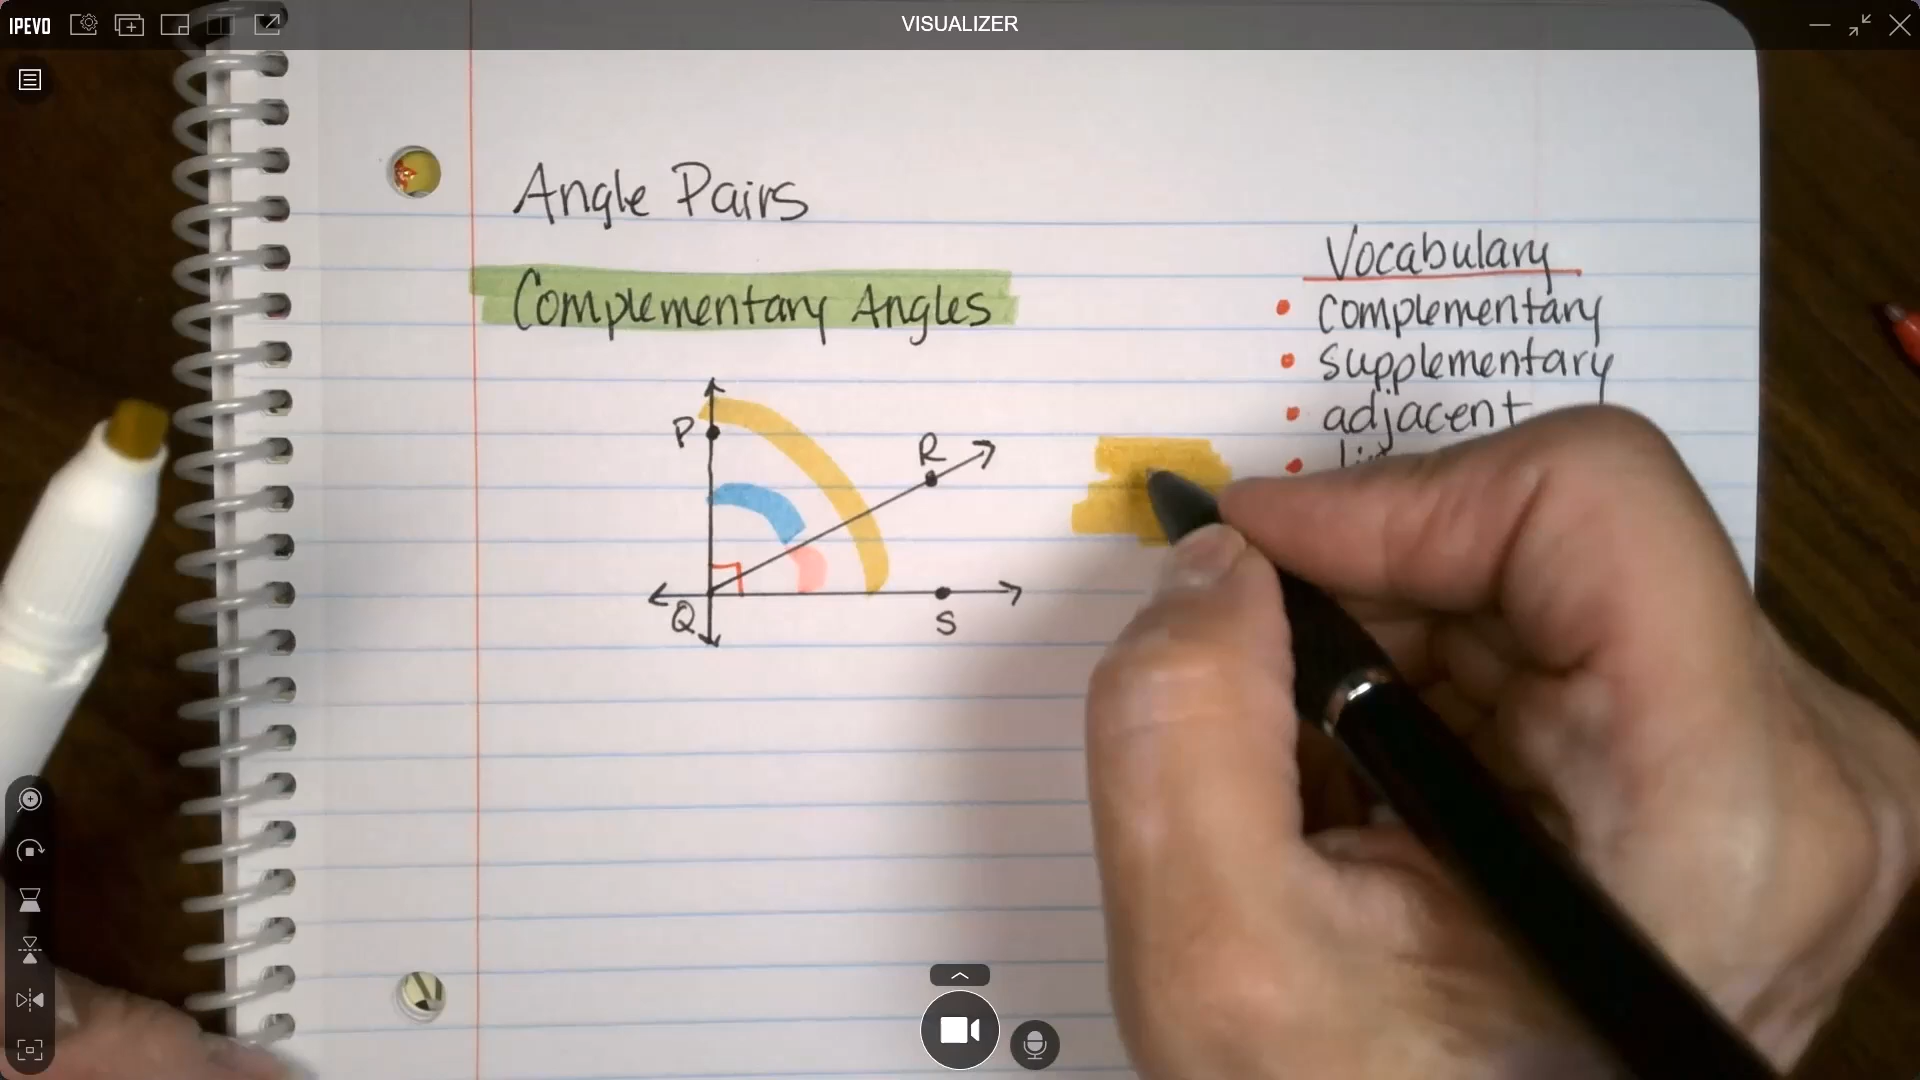 IPEVO
VISUALIZER
Angle Pairs
Complementary Angles
Vocabulary
• complementary
• supplementary
• adjacent
P
R
Q
S